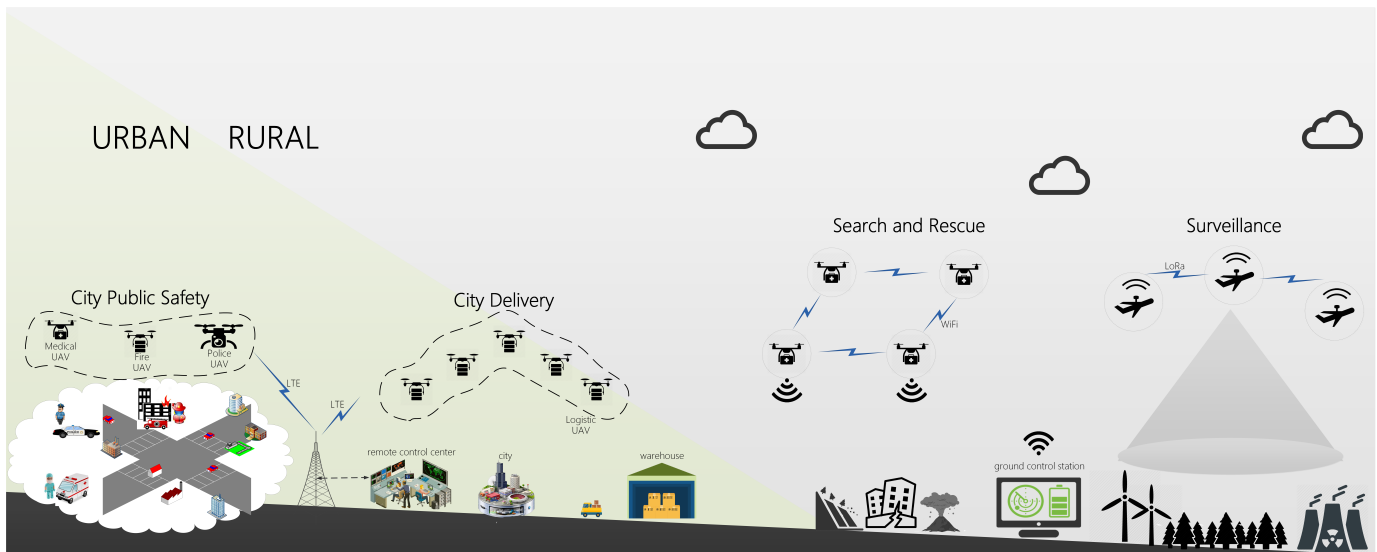 URBAN RURAL
Search and Rescue
Surveillance
LoRa
City Public Safety
City Delivery
WiFi
Medical
UAV
Fire
UAV
Police
UAV
LTE
LTE
Logistic
UAV
remote control center
city
warehouse
ground control station